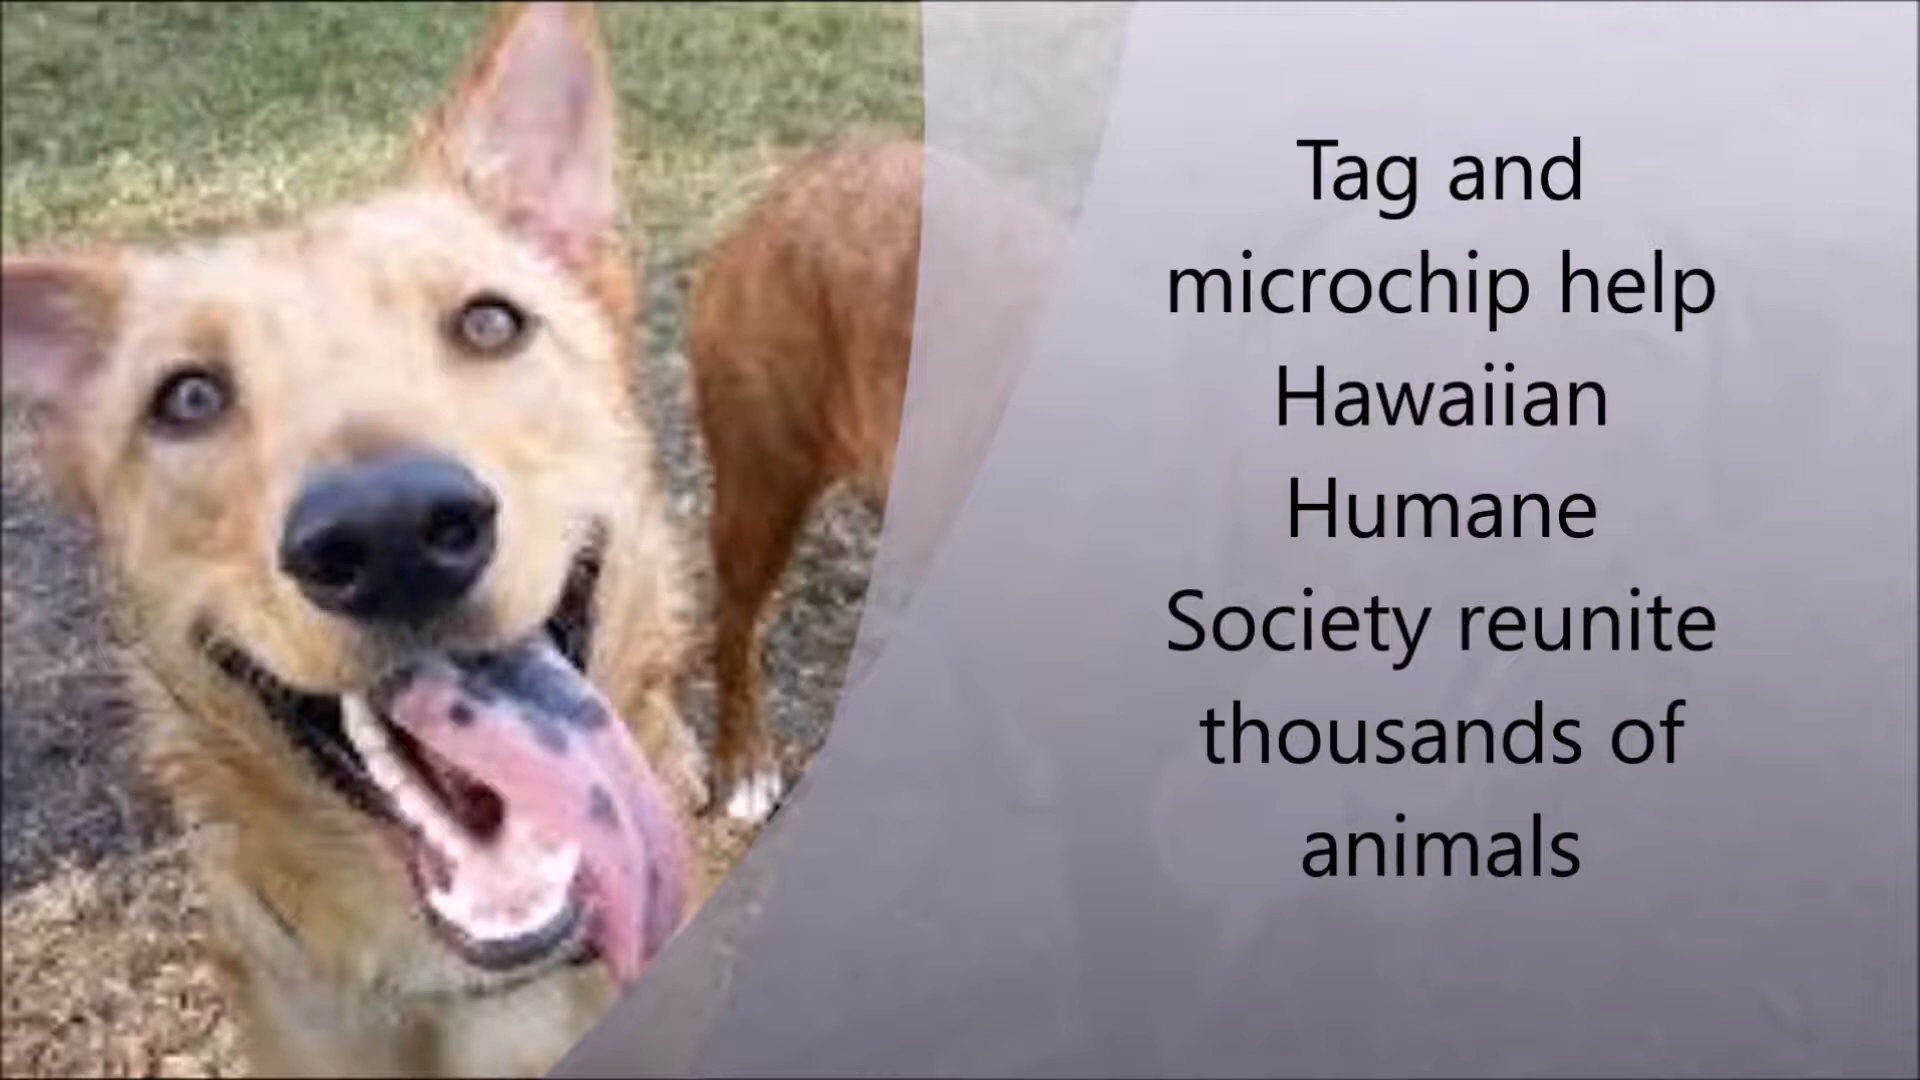 Tag and
microchip help
Hawaiian
Humane
Society reunite
thousands of
animals